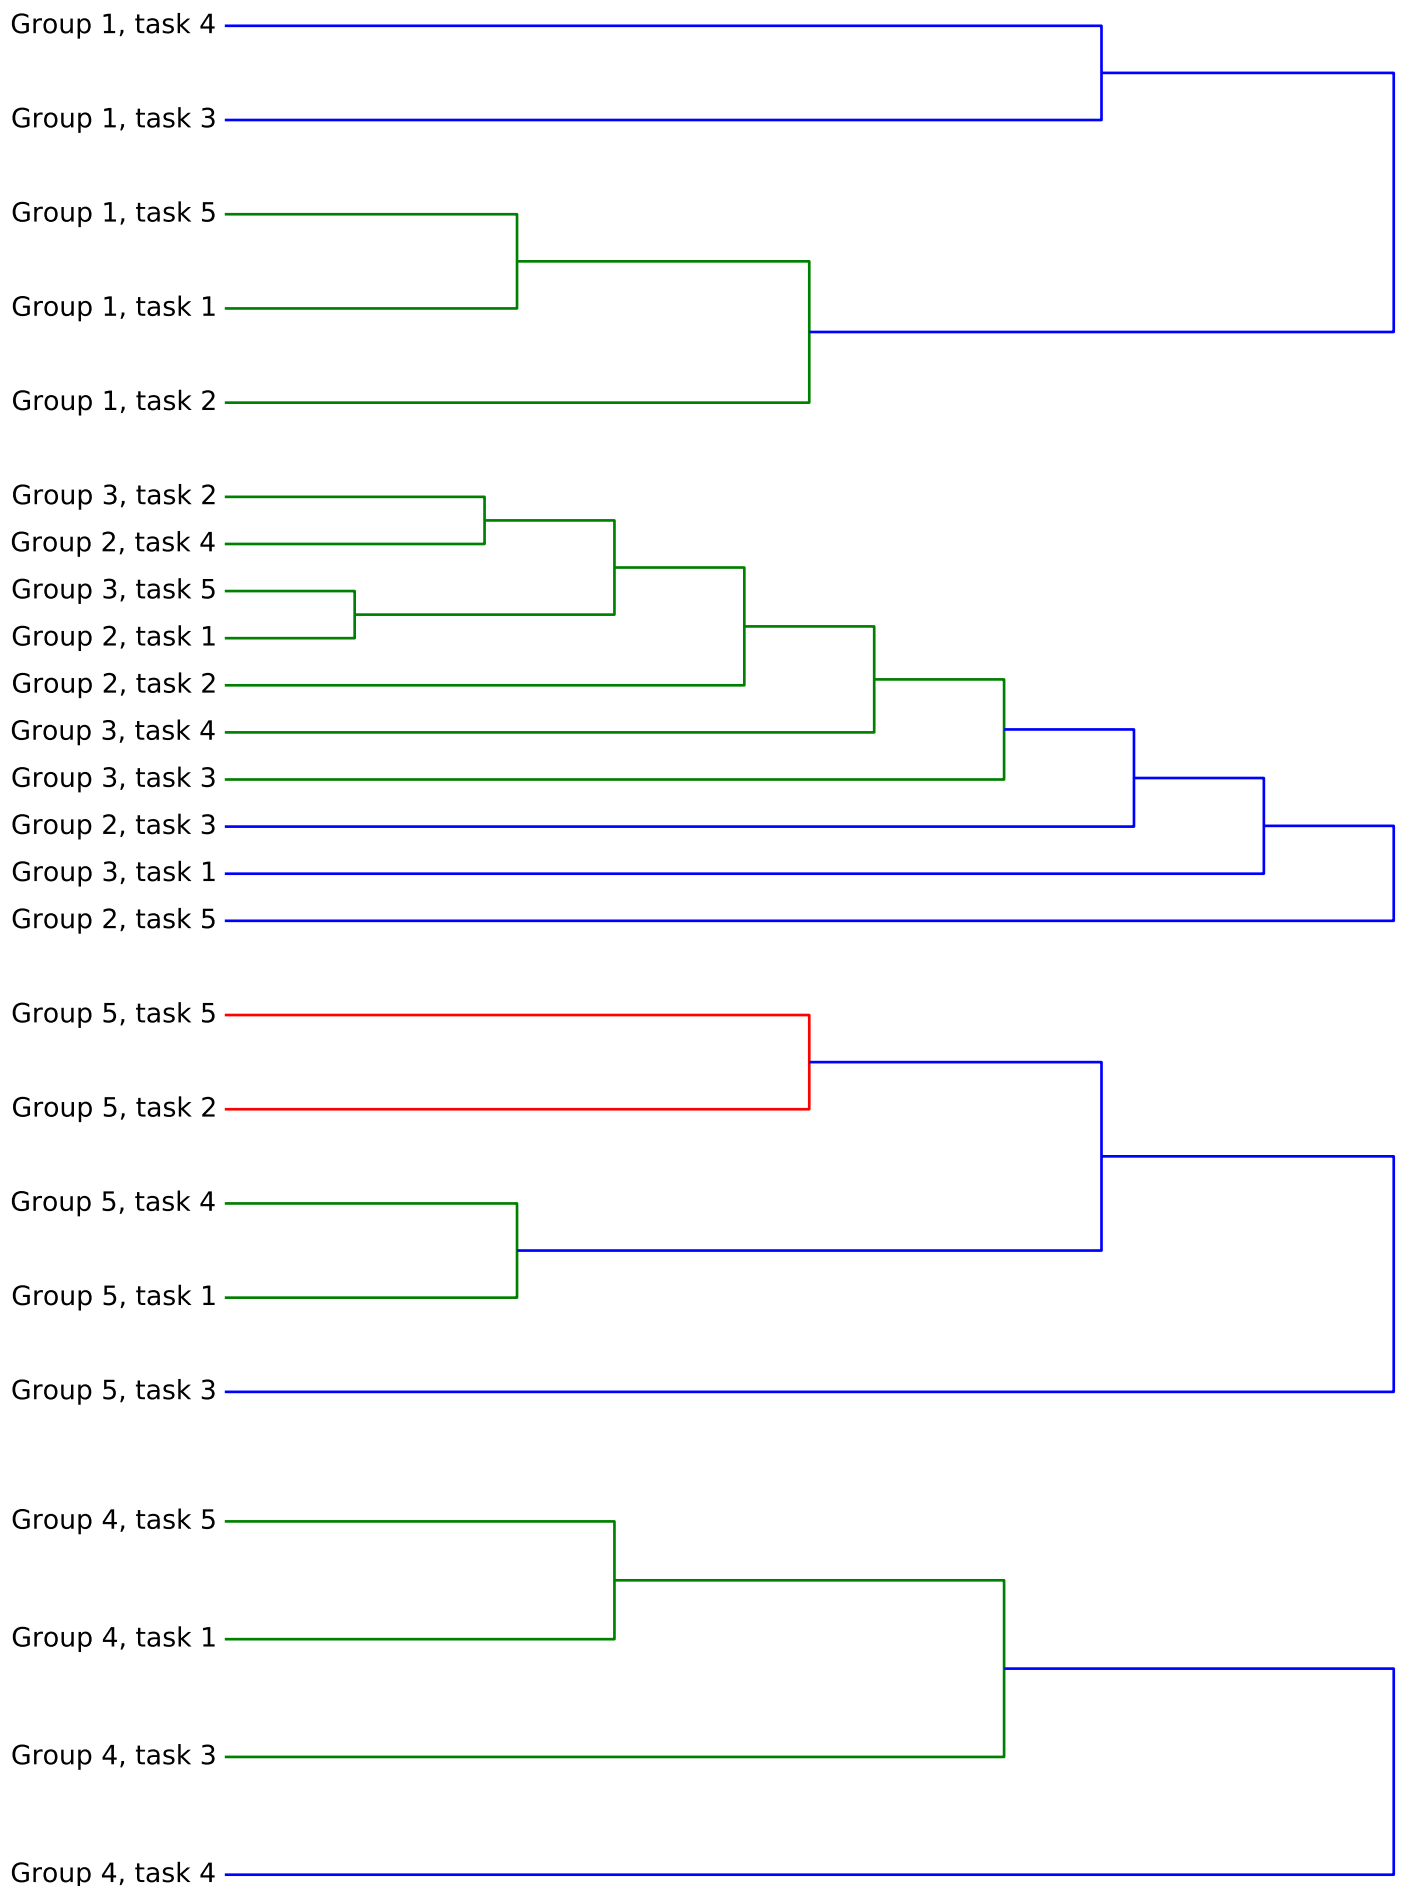 Group 1, task 4
Group 1, task 3
Group 1, task 5
Group 1, task 1
Group 1, task 2
Group 3, task 2
Group 2, task 4
Group 3, task 5
Group 2, task 1
Group 2, task 2
Group 3, task 4
Group 3, task 3
Group 2, task 3
Group 3, task 1
Group 2, task 5
Group 5, task 5
Group 5, task 2
Group 5, task 4
Group 5, task 1
Group 5, task 3
Group 4, task 5
Group 4, task 1
Group 4, task 3
Group 4, task 4